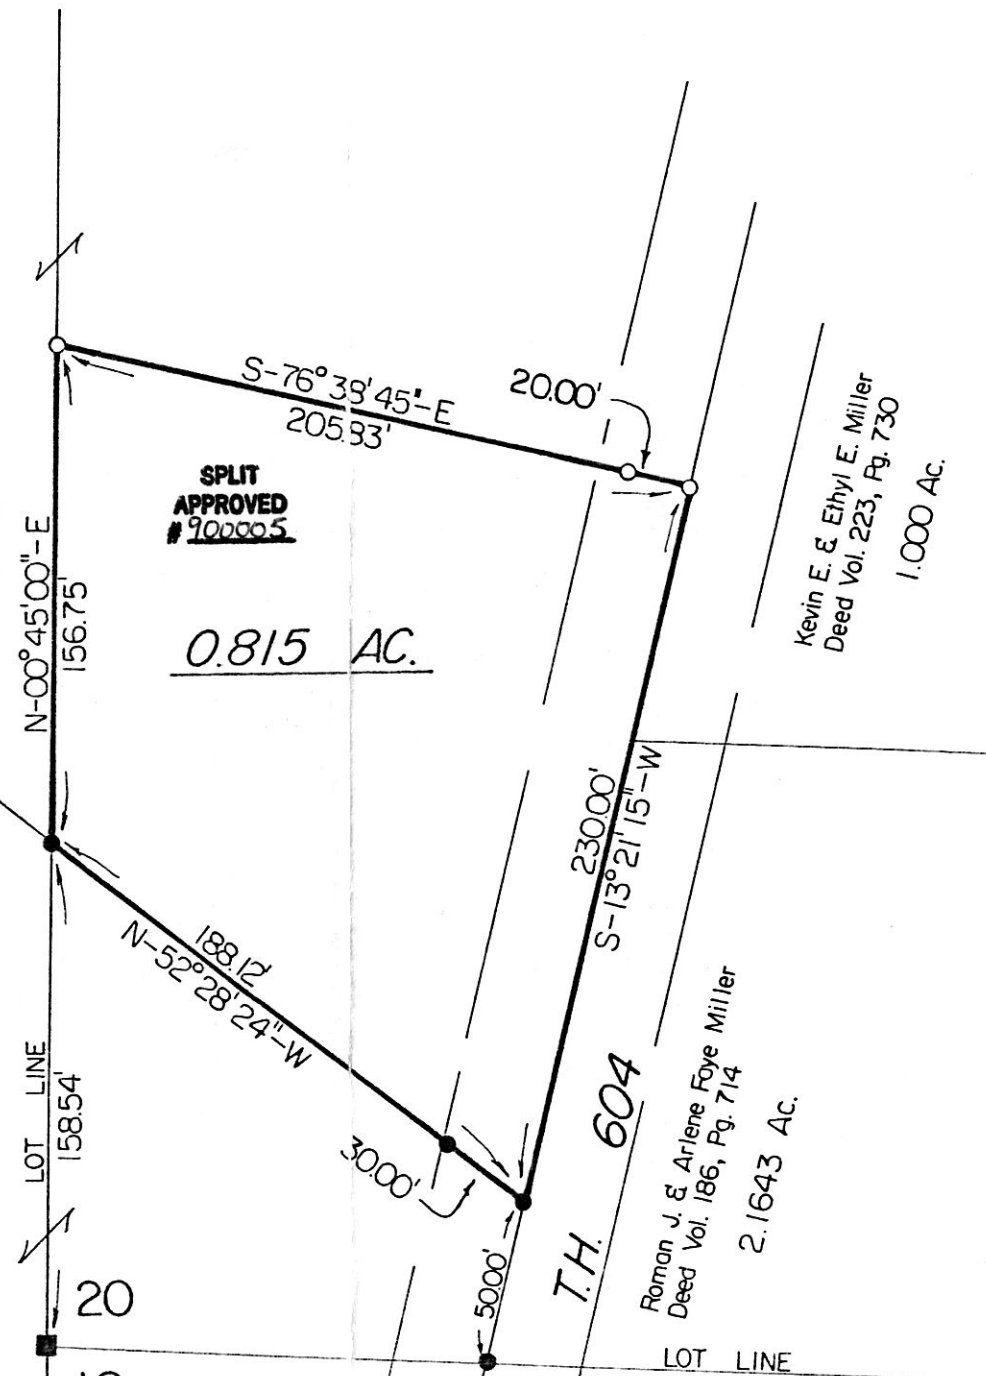 S-76°38'45"-E
205.83'
20.00'
SPLIT
APPROVED
# 900005
N-00°45'00"-E
156.75'
0.815 AC.
Kevin E. & Ethyl E. Miller
Deed Vol. 223, Pg. 730
1.000 Ac.
230.00'
S-13°21'15"-W
188.12'
N-52°28'24"-W
LOT LINE
158.54'
30.00'
50.00'
T.H. 604
Roman J. & Arlene Faye Miller
Deed Vol. 186, Pg. 714
2.1643 Ac.
20
LOT LINE